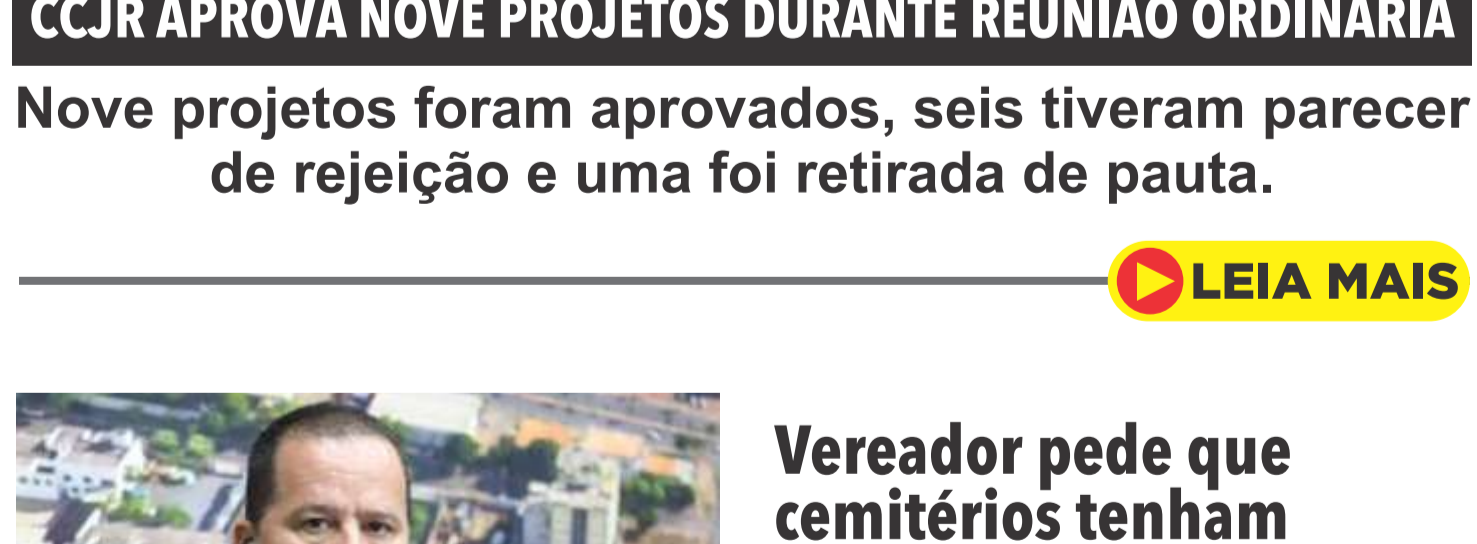 CCJR APROVA NOVE PROJETOS DURANTE REUNIÃO ORDINÁRIA
Nove projetos foram aprovados, seis tiveram parecer
de rejeição e uma foi retirada de pauta.
LEIA MAIS
Vereador pede que
cemitérios tenham